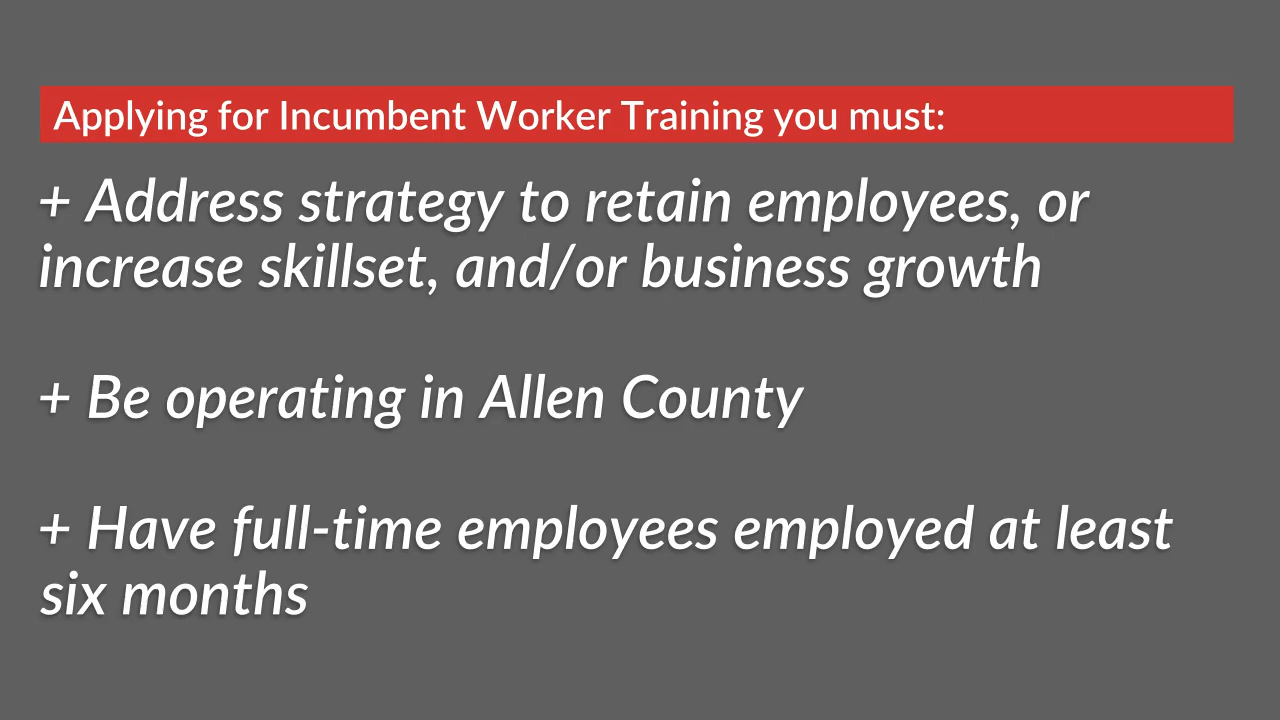 Applying for Incumbent Worker Training you must:
+ Address strategy to retain employees, or
increase skillset, and/or business growth
+ Be operating in Allen County
+ Have full-time employees employed at least
six months